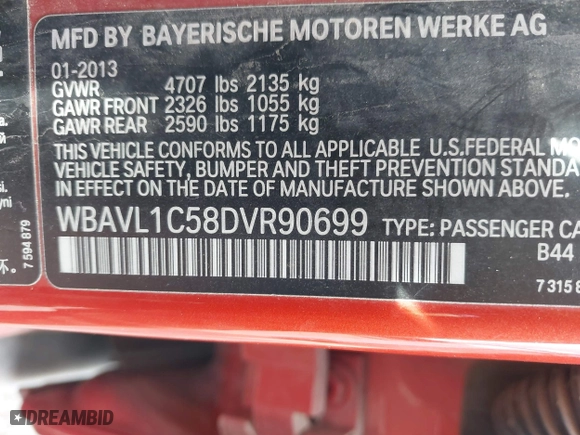 MFD BY BAYERISCHE MOTOREN WERKE AG
01-2013
GVWR 4707 lbs 2135 kg
GAWR FRONT 2326 lbs 1055 kg
GAWR REAR 2590 lbs 1175 kg
THIS VEHICLE CONFORMS TO ALL APPLICABLE U.S.FEDERAL MOT
VEHICLE SAFETY, BUMPER AND THEFT PREVENTION STANDA
IN EFFECT ON THE DATE OF MANUFACTURE SHOWN ABOVE.
WBAVL1C58DVR90699 TYPE: PASSENGER CA
B44
7 315 8
7 594 879
DREAMBID